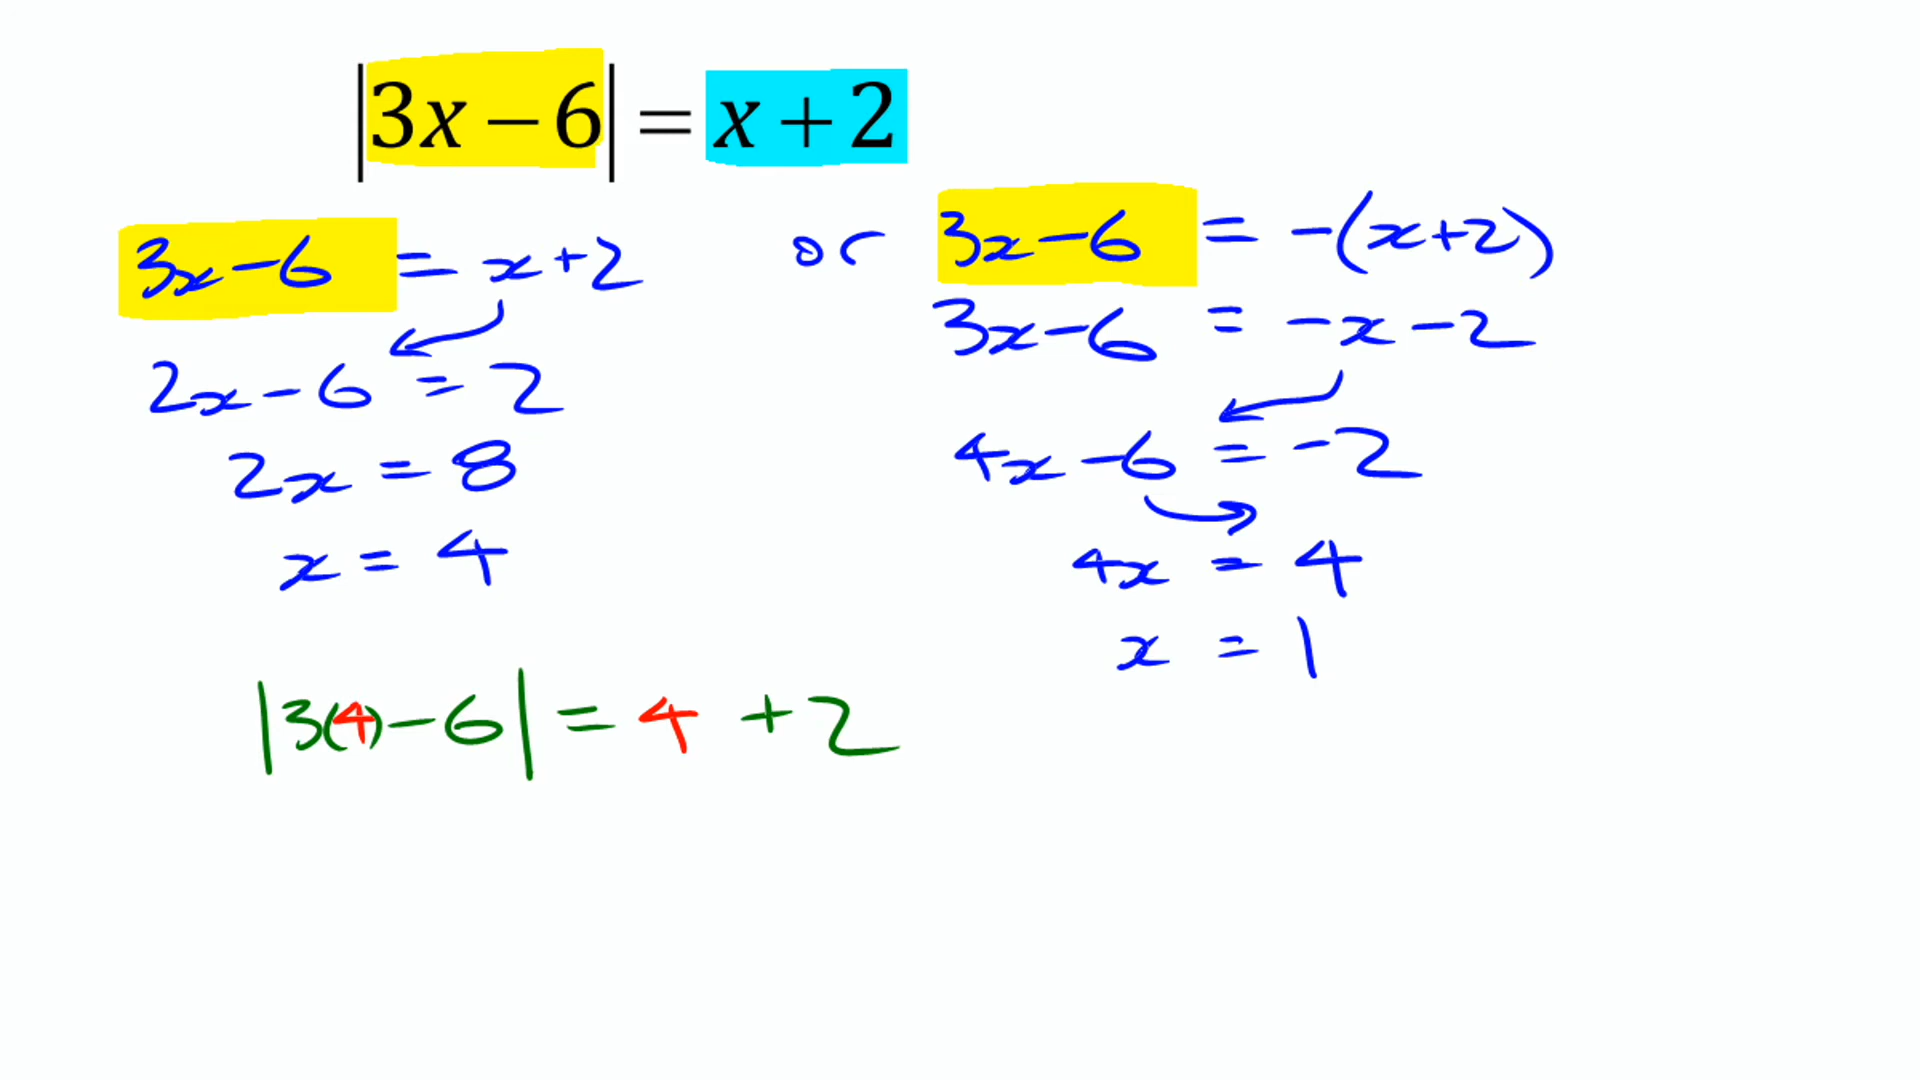 |3x − 6| = x + 2
3x − 6 = x + 2 or 3x − 6 = −(x + 2)
3x − 6 = −x − 2
2x − 6 = 2
4x − 6 = −2
2x = 8
4x = 4
x = 4
x = 1
|3(4) − 6| = 4 + 2